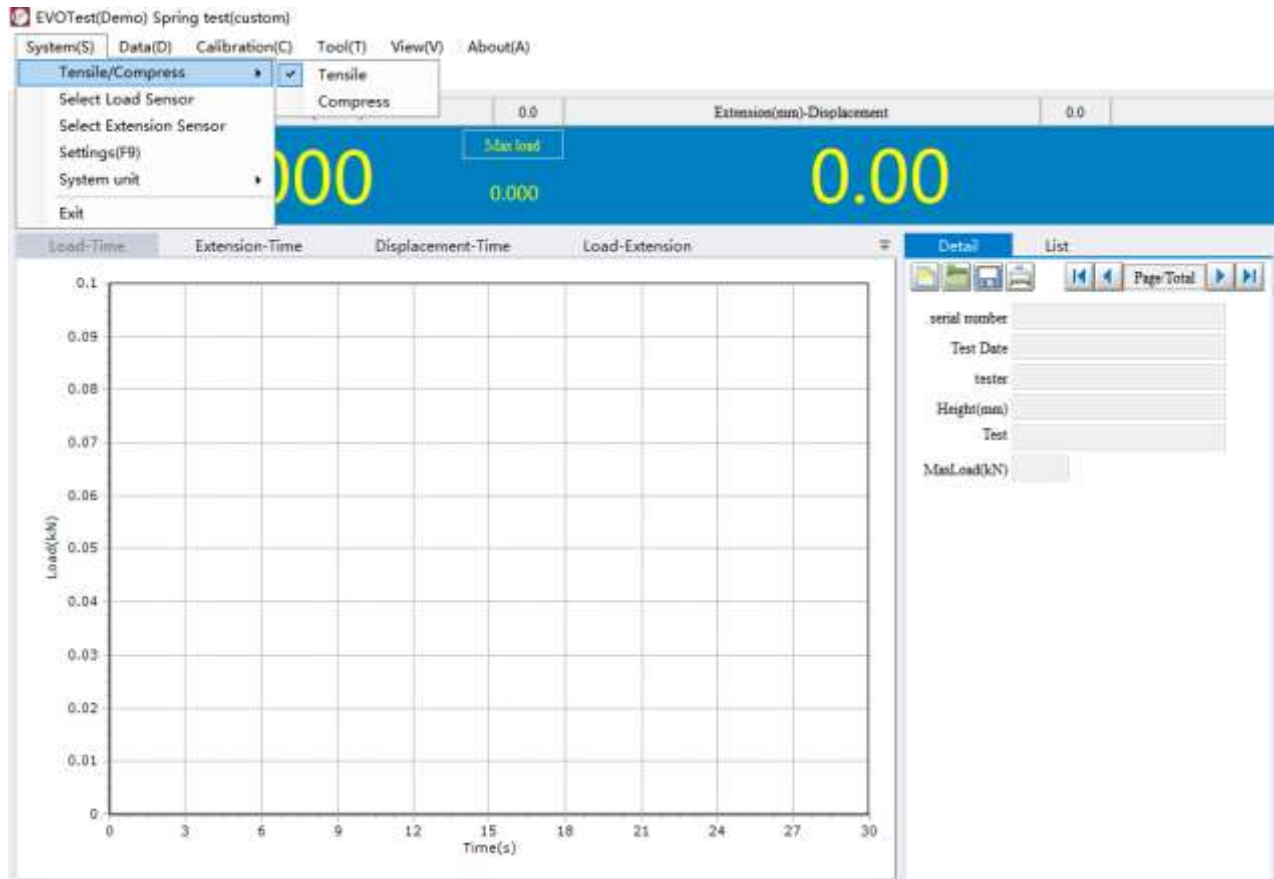 EVOTest(Demo) Spring test(custom)
System(S) Data(D) Calibration(C) Tool(T) View(V) About(A)
Tensile/Compress
Tensile
Compress
Select Load Sensor
Select Extension Sensor
Settings(F9)
System unit
Exit
0.0 Extension(mm)-Displacement 0.0
000 Max load 0.000 0.00
Load-Time Extension-Time Displacement-Time Load-Extension
Detail List
Page/Total
serial number
Test Date
tester
Height(mm)
Test
MaxLoad(kN)
0.1
0.09
0.08
0.07
0.06
0.05
0.04
0.03
0.02
0.01
0
Load(kN)
0 3 6 9 12 15 18 21 24 27 30
Time(s)